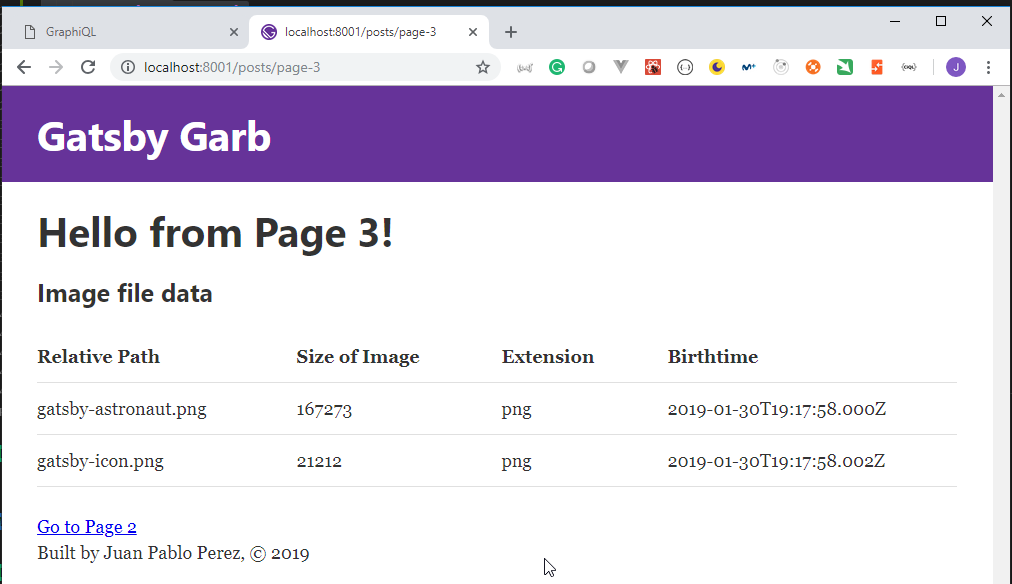 GraphiQL localhost:8001/posts/page-3
localhost:8001/posts/page-3 J
Gatsby Garb
Hello from Page 3!
Image file data
Relative Path Size of Image Extension Birthtime
gatsby-astronaut.png 167273 png 2019-01-30T19:17:58.000Z
gatsby-icon.png 21212 png 2019-01-30T19:17:58.002Z
Go to Page 2
Built by Juan Pablo Perez, © 2019